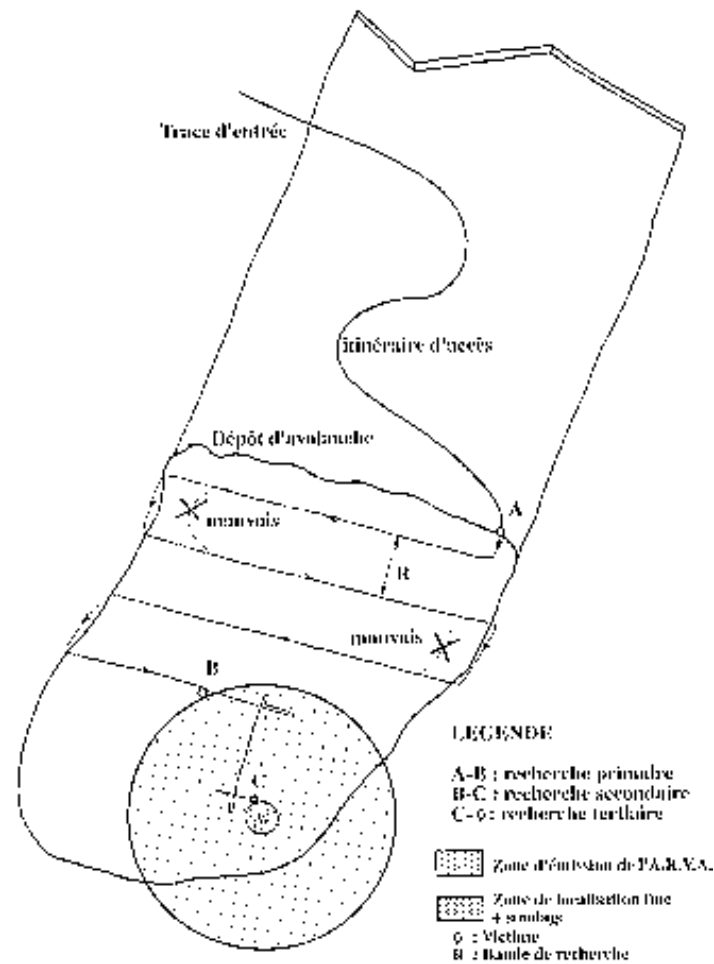 Trace d'entrée
itinéraire d'accès
Dépôt d'avalanche
A
mauvais
R
mauvais
B
C
LEGENDE
A-B : recherche primaire
B-C : recherche secondaire
C-o : recherche tertiaire
Zone d'émission de l'A.R.V.A.
Zone de localisation fine
+ sondage
o : Victime
R : Bande de recherche